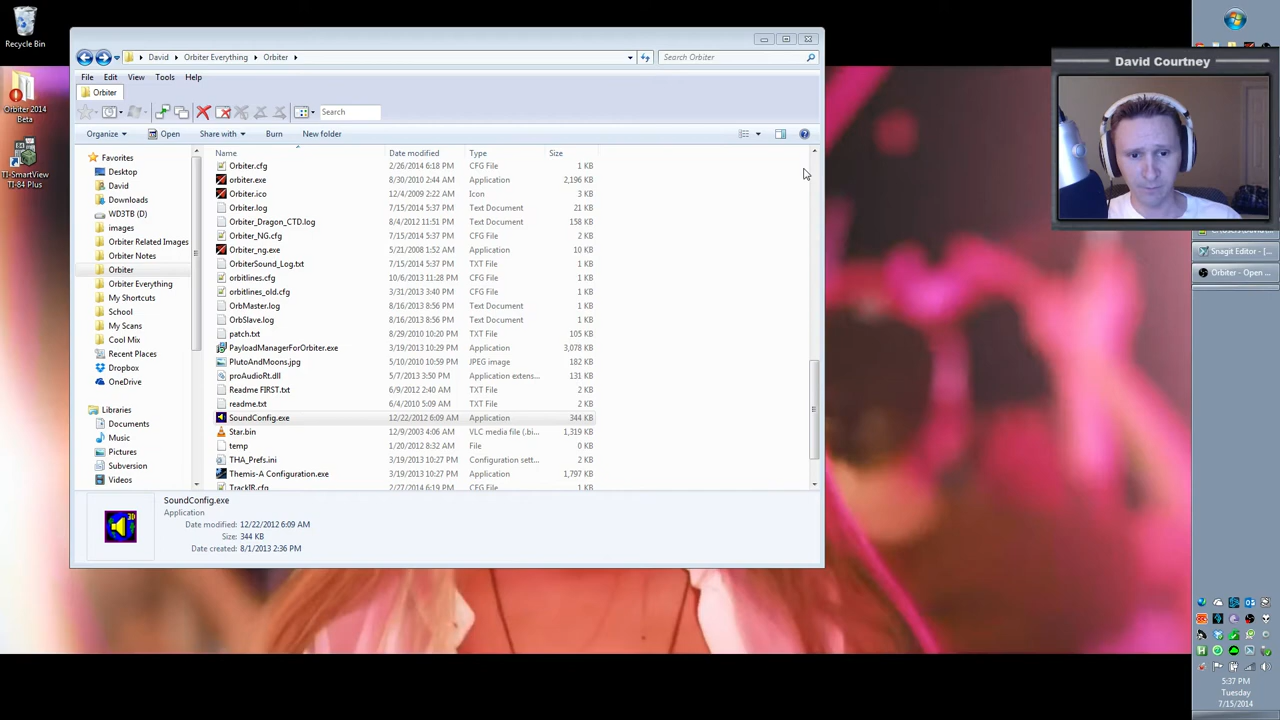 Recycle Bin
Orbiter 2014
Beta
TI-SmartView
TI-84 Plus
David
Orbiter Everything
Orbiter
Search Orbiter
File
Edit
View
Tools
Help
Orbiter
Search
Organize
Open
Share with
Burn
New folder
Favorites
Desktop
David
Downloads
WD3TB (D)
images
Orbiter Related Images
Orbiter Notes
Orbiter
Orbiter Everything
My Shortcuts
School
My Scans
Cool Mix
Recent Places
Dropbox
OneDrive
Libraries
Documents
Music
Pictures
Subversion
Videos
Name Date modified Type Size
Orbiter.cfg 2/26/2014 6:18 PM CFG File 1 KB
orbiter.exe 8/30/2010 2:44 AM Application 2,196 KB
Orbiter.ico 12/4/2009 2:22 AM Icon 3 KB
Orbiter.log 7/15/2014 5:37 PM Text Document 21 KB
Orbiter_Dragon_CTD.log 8/4/2012 11:51 PM Text Document 158 KB
Orbiter_NG.cfg 7/15/2014 5:37 PM CFG File 2 KB
Orbiter_ng.exe 5/21/2008 1:52 AM Application 10 KB
OrbiterSound_Log.txt 7/15/2014 5:37 PM TXT File 1 KB
orbitlines.cfg 10/6/2013 11:28 PM CFG File 1 KB
orbitlines_old.cfg 3/31/2013 3:40 PM CFG File 1 KB
OrbMaster.log 8/16/2013 8:56 PM Text Document 1 KB
OrbSlave.log 8/16/2013 8:56 PM Text Document 1 KB
patch.txt 8/29/2010 10:20 PM TXT File 105 KB
PayloadManagerForOrbiter.exe 3/19/2013 10:29 PM Application 3,078 KB
PlutoAndMoons.jpg 5/10/2010 10:59 PM JPEG image 182 KB
proAudioRt.dll 5/7/2013 3:50 PM Application extens... 131 KB
Readme FIRST.txt 6/9/2012 2:40 AM TXT File 2 KB
readme.txt 6/4/2010 5:09 AM TXT File 2 KB
SoundConfig.exe 12/22/2012 6:09 AM Application 344 KB
Star.bin 12/9/2003 4:06 AM VLC media file (.bi... 1,319 KB
temp 1/20/2012 8:32 AM File 0 KB
THA_Prefs.ini 3/19/2013 10:27 PM Configuration sett... 2 KB
Themis-A Configuration.exe 3/19/2013 10:27 PM Application 1,797 KB
TrackIR.cfg 2/27/2014 6:19 PM CFG File 1 KB
SoundConfig.exe
Application
Date modified: 12/22/2012 6:09 AM
Size: 344 KB
Date created: 8/1/2013 2:36 PM
David Courtney
Snagit Editor - [...
Orbiter - Open ...
5:37 PM
Tuesday
7/15/2014